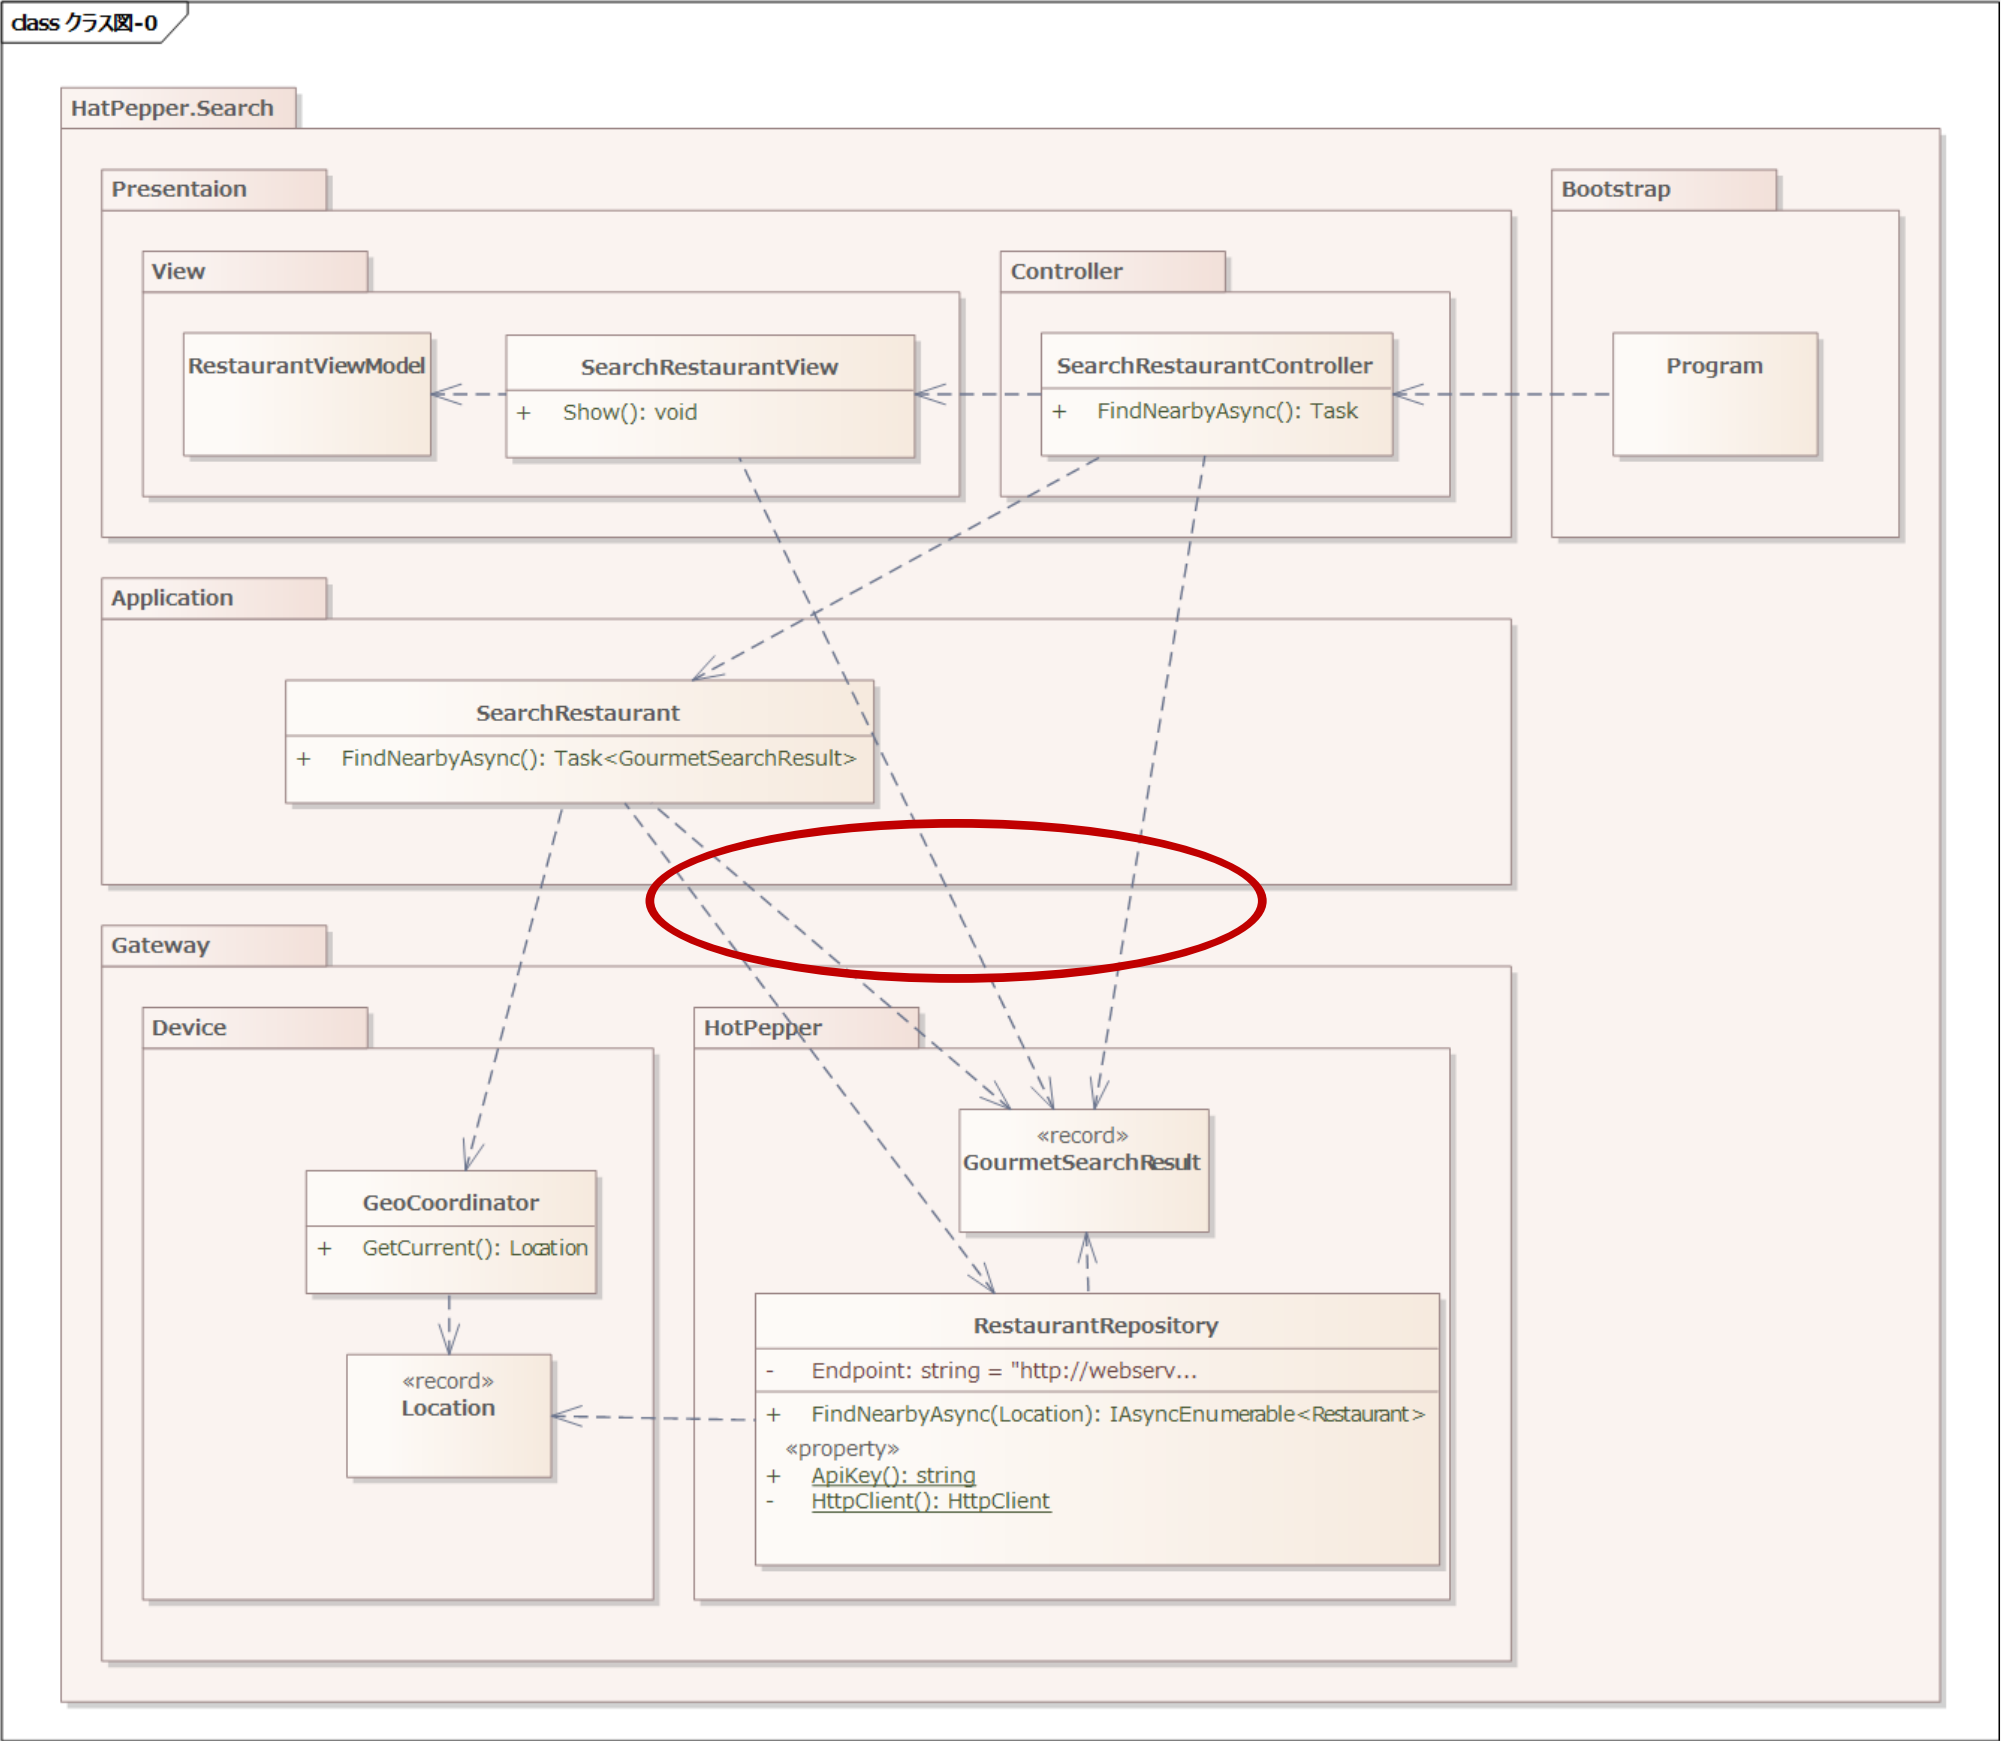 class クラス図-0
HatPepper.Search
Presentaion
Bootstrap
View
Controller
RestaurantViewModel
SearchRestaurantView
+ Show(): void
SearchRestaurantController
+ FindNearbyAsync(): Task
Program
Application
SearchRestaurant
+ FindNearbyAsync(): Task<GourmetSearchResult>
Gateway
Device
HotPepper
«record»
GourmetSearchResult
GeoCoordinator
+ GetCurrent(): Location
«record»
Location
RestaurantRepository
- Endpoint: string = "http://webserv...
+ FindNearbyAsync(Location): IAsyncEnumerable<Restaurant>
«property»
+ ApiKey(): string
- HttpClient(): HttpClient